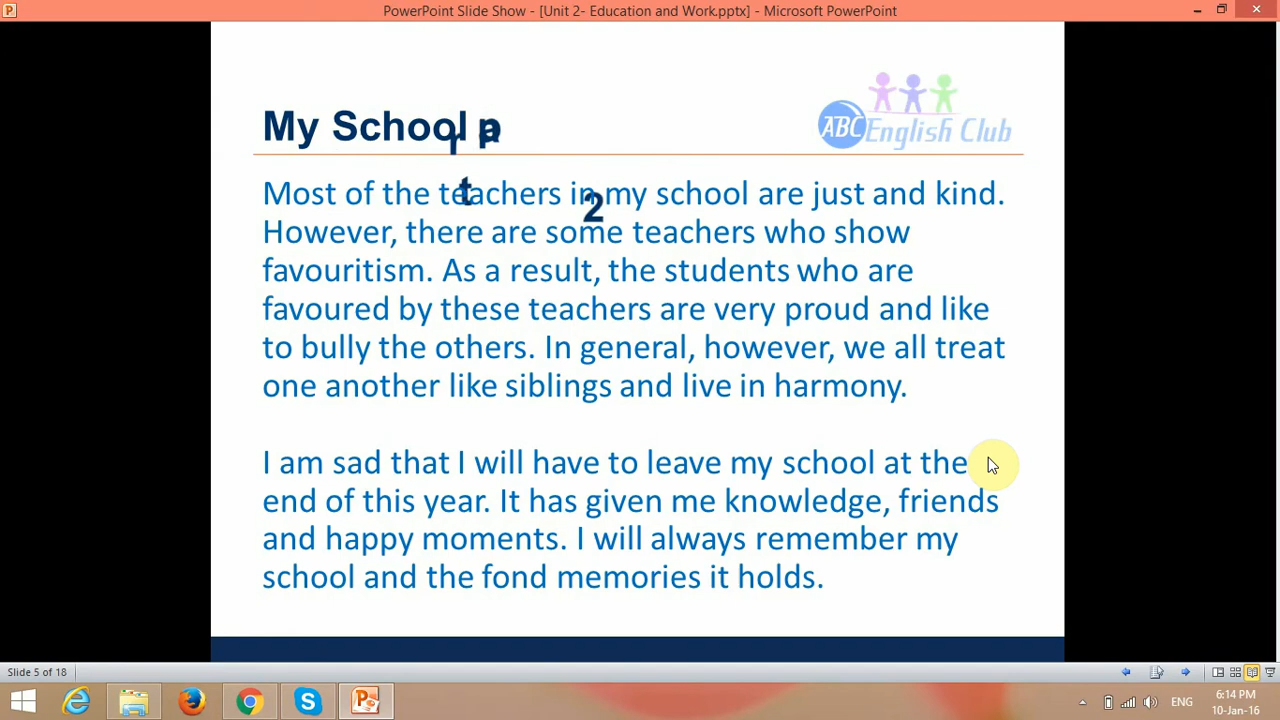 PowerPoint Slide Show - [Unit 2- Education and Work.pptx] - Microsoft PowerPoint
My School part 2
ABC English Club
Most of the teachers in my school are just and kind.
However, there are some teachers who show
favouritism. As a result, the students who are
favoured by these teachers are very proud and like
to bully the others. In general, however, we all treat
one another like siblings and live in harmony.
I am sad that I will have to leave my school at the
end of this year. It has given me knowledge, friends
and happy moments. I will always remember my
school and the fond memories it holds.
Slide 5 of 18
ENG
6:14 PM
10-Jan-16